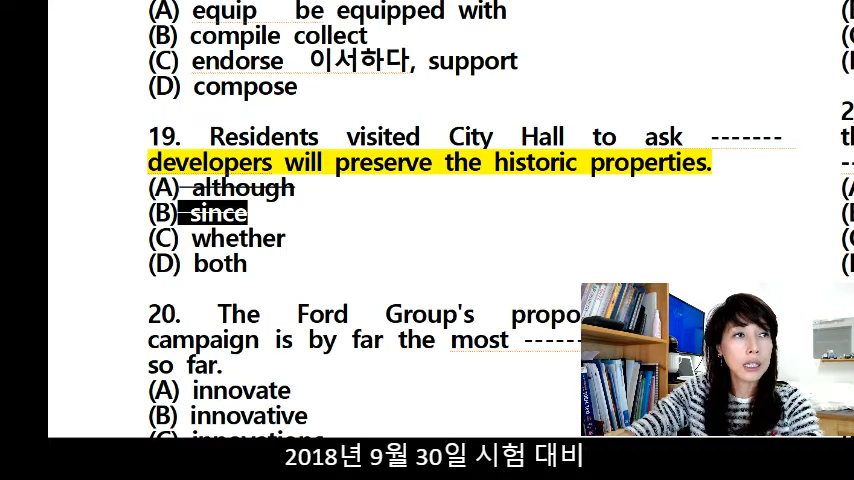 (A) equip be equipped with
(B) compile collect
(C) endorse 이서하다, support
(D) compose
19. Residents visited City Hall to ask -------
developers will preserve the historic properties.
(A) although
(B) since
(C) whether
(D) both
20. The Ford Group's
campaign is by far the most ------
so far.
(A) innovate
(B) innovative
2018년 9월 30일 시험 대비